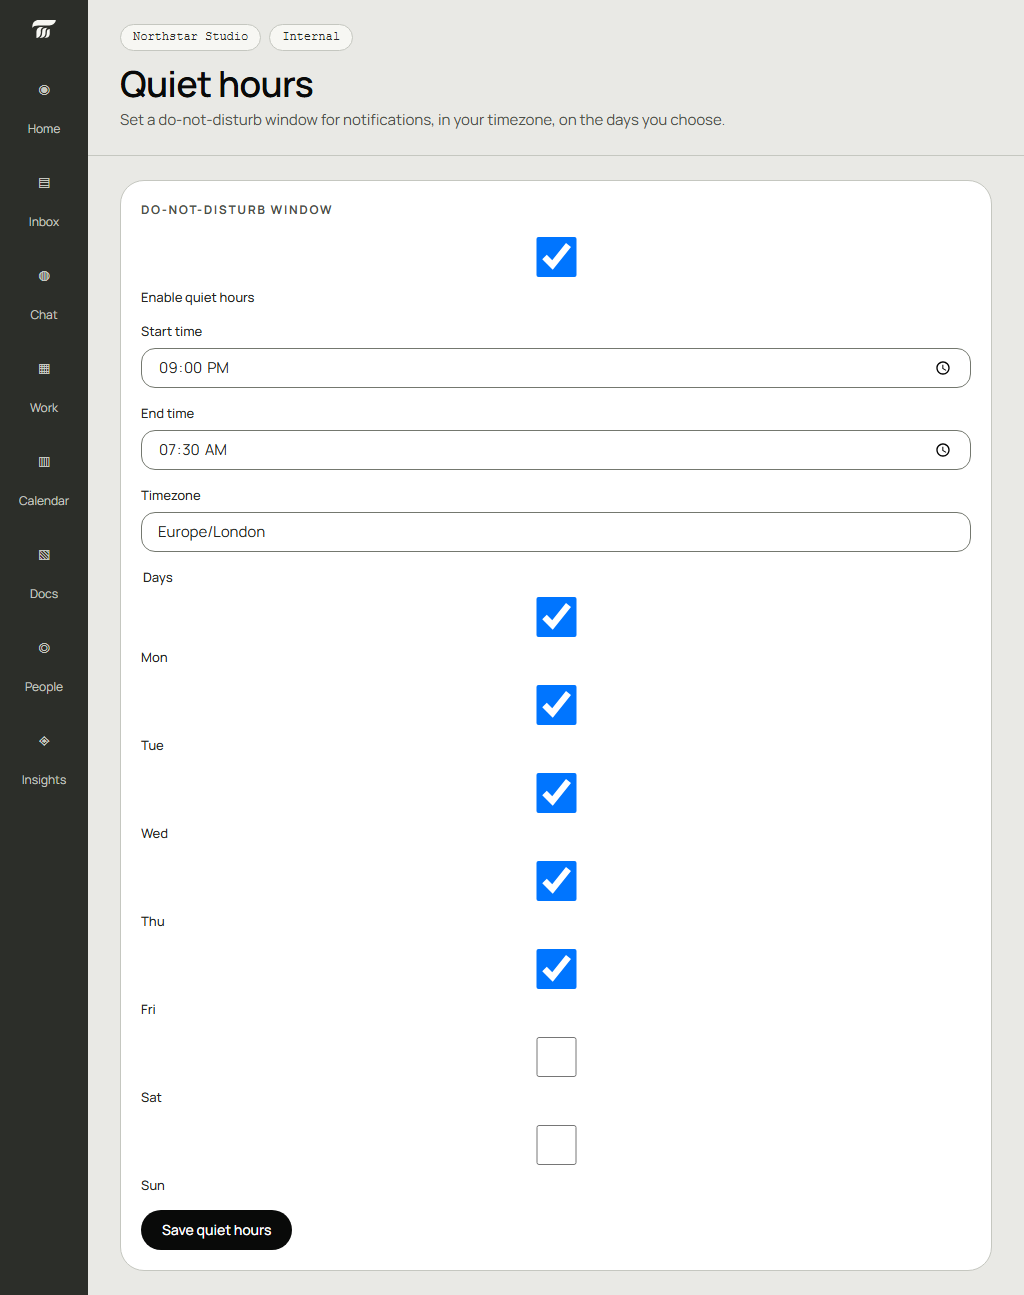 Northstar Studio
Internal
Quiet hours
Set a do-not-disturb window for notifications, in your timezone, on the days you choose.
Home
Inbox
Chat
Work
Calendar
Docs
People
Insights
DO-NOT-DISTURB WINDOW
Enable quiet hours
Start time
09:00 PM
End time
07:30 AM
Timezone
Europe/London
Days
Mon
Tue
Wed
Thu
Fri
Sat
Sun
Save quiet hours